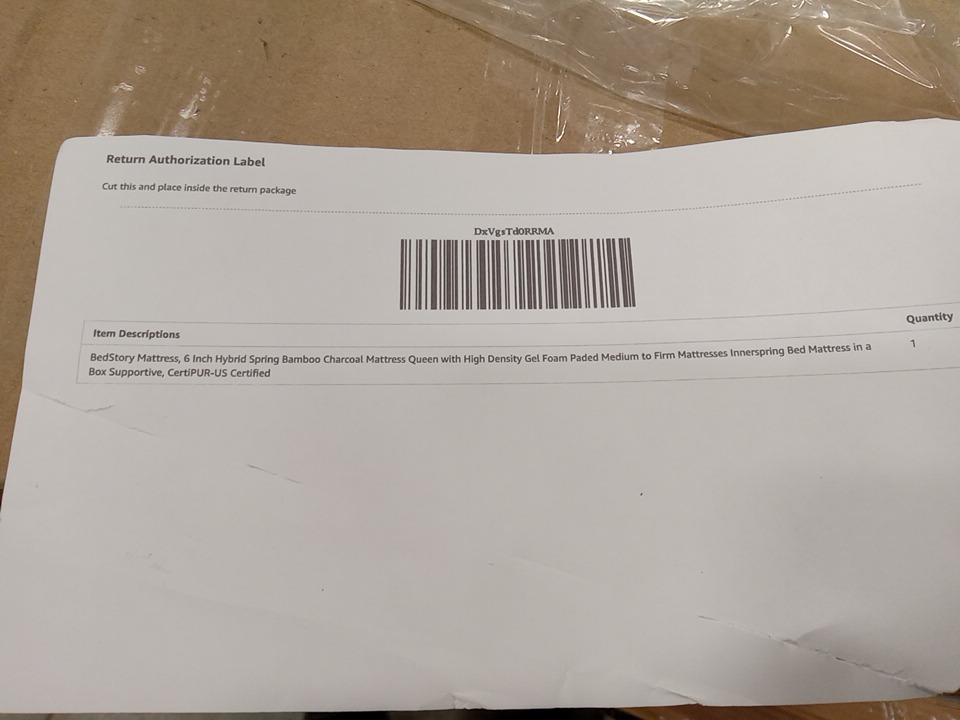 Return Authorization Label
Cut this and place inside the return package
DxVgsTd0RRMA
Item Descriptions
Quantity
BedStory Mattress, 6 Inch Hybrid Spring Bamboo Charcoal Mattress Queen with High Density Gel Foam Paded Medium to Firm Mattresses Innerspring Bed Mattress in a
1
Box Supportive, CertiPUR-US Certified